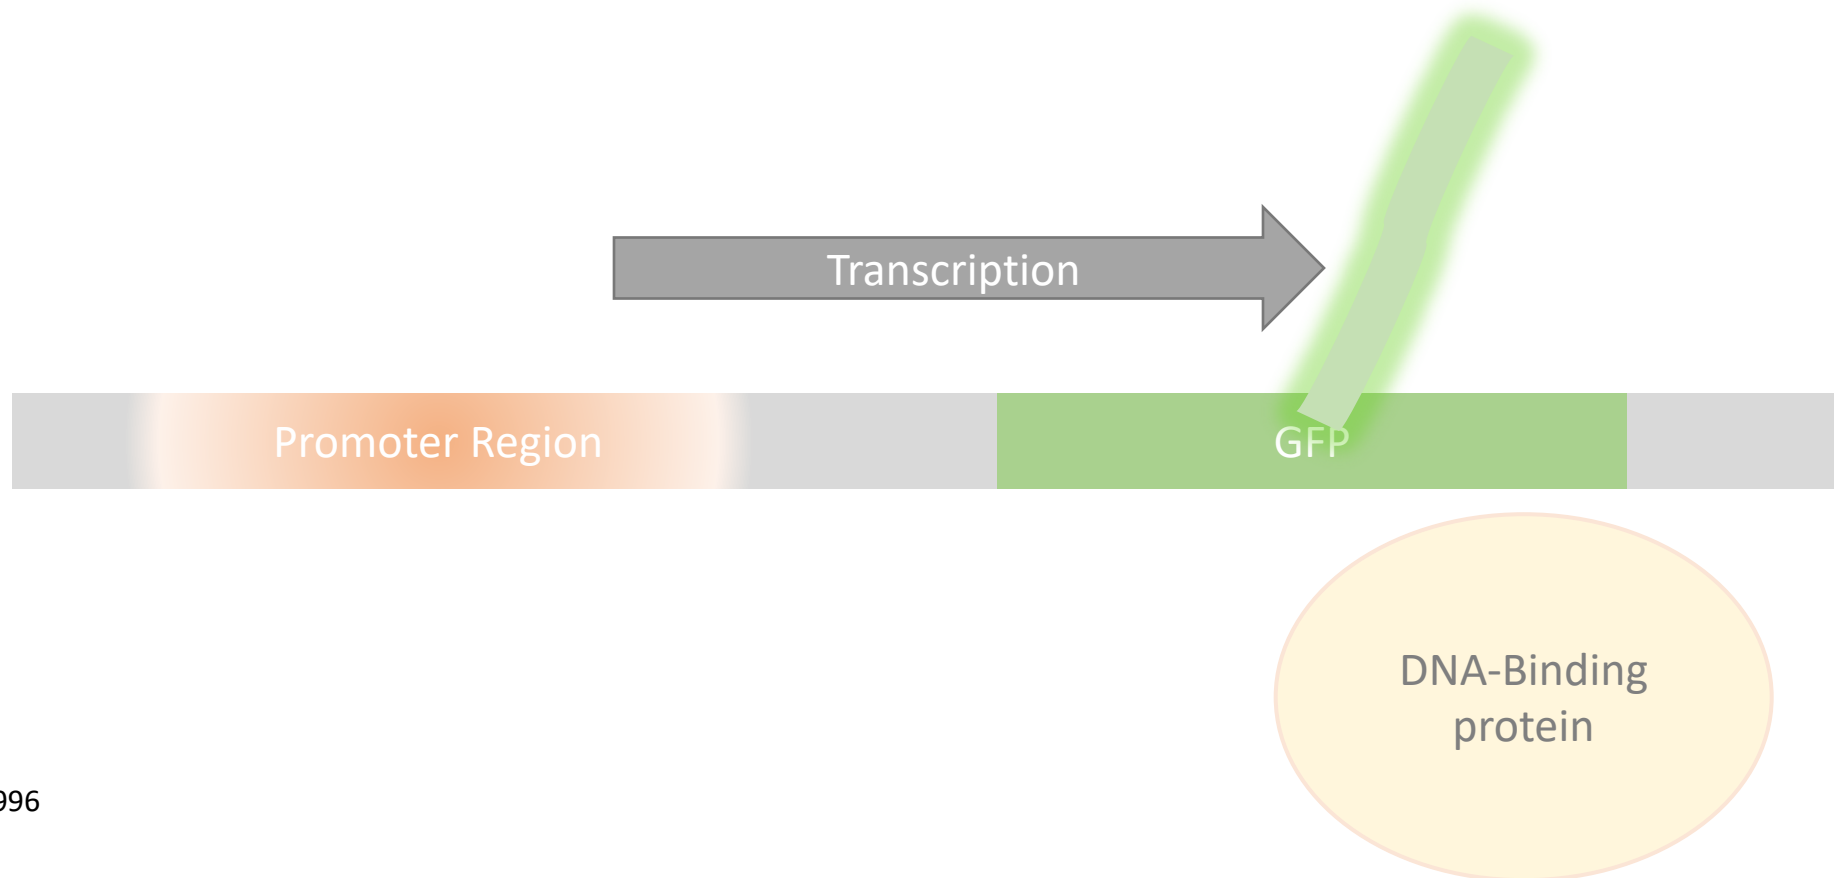 Transcription
Promoter Region
GFP
DNA-Binding
protein
996